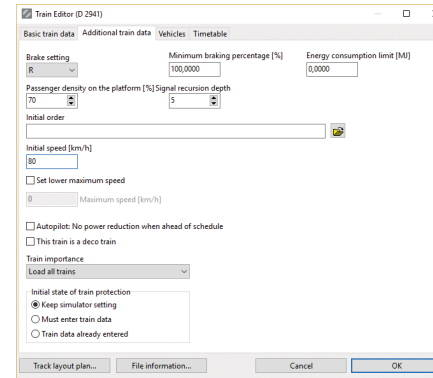 Train Editor (D 2941)
Basic train data Additional train data Vehicles Timetable
Brake setting Minimum braking percentage [%] Energy consumption limit [MJ]
R 100,0000 0,0000
Passenger density on the platform [%] Signal recursion depth
70 5
Initial order
Initial speed [km/h]
80
Set lower maximum speed
0 Maximum speed [km/h]
Autopilot: No power reduction when ahead of schedule
This train is a deco train
Train importance
Load all trains
Initial state of train protection
Keep simulator setting
Must enter train data
Train data already entered
Track layout plan... File information... Cancel OK